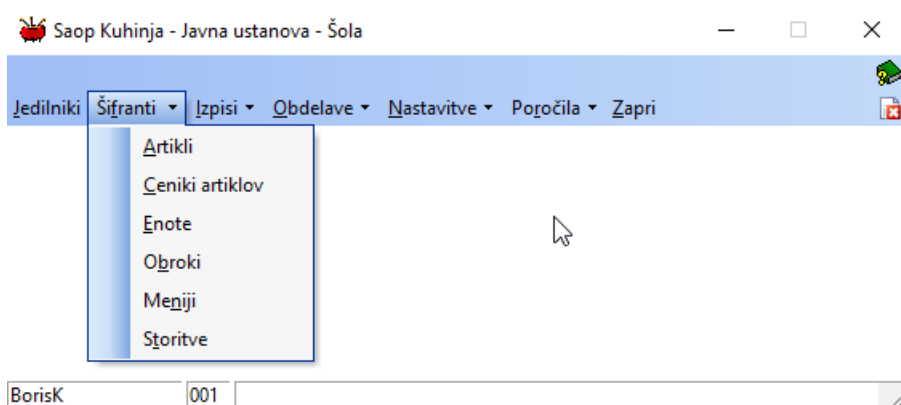 Saop Kuhinja - Javna ustanova - Šola
Jedilniki Šifranti Izpisi Obdelave Nastavitve Poročila Zapri
Artikli
Ceniki artiklov
Enote
Obroki
Meniji
Storitve
BorisK 001